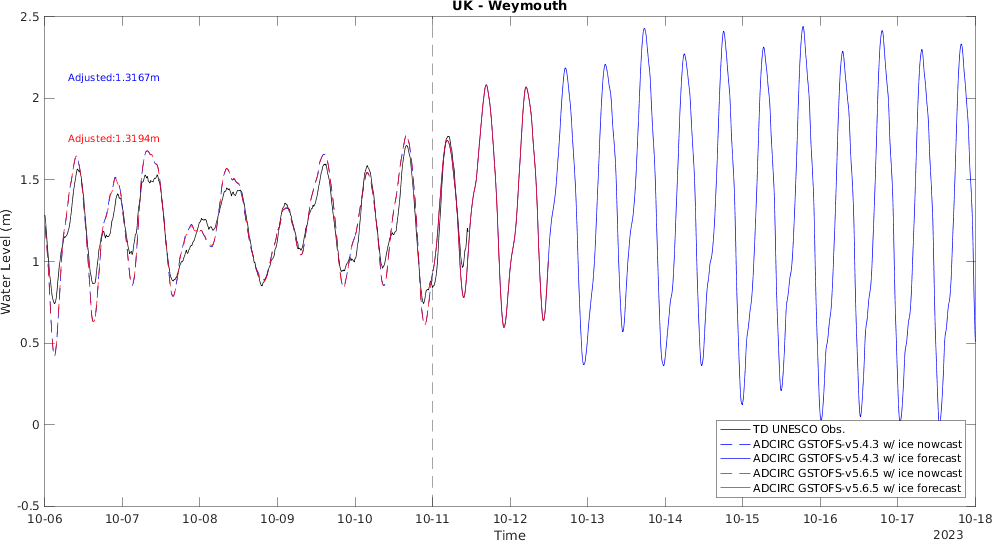 UK - Weymouth
2.5
2
1.5
1
0.5
0
-0.5
Water Level (m)
Adjusted:1.3167m
Adjusted:1.3194m
TD UNESCO Obs.
ADCIRC GSTOFS-v5.4.3 w/ ice nowcast
ADCIRC GSTOFS-v5.4.3 w/ ice forecast
ADCIRC GSTOFS-v5.6.5 w/ ice nowcast
ADCIRC GSTOFS-v5.6.5 w/ ice forecast
10-06 10-07 10-08 10-09 10-10 10-11 10-12 10-13 10-14 10-15 10-16 10-17 10-18
Time
2023